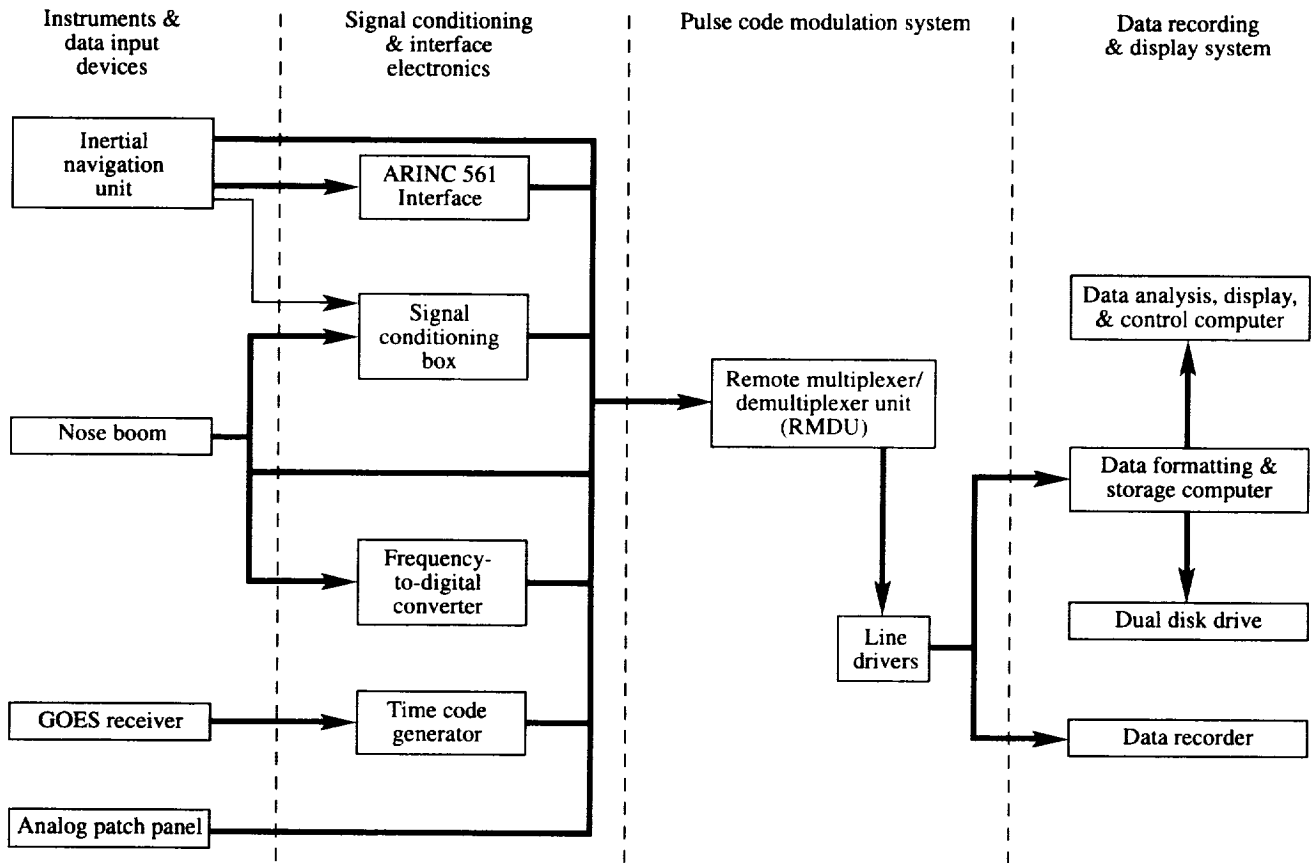 Instruments &
data input
devices
Signal conditioning
& interface
electronics
Pulse code modulation system
Data recording
& display system
Inertial
navigation
unit
ARINC 561
Interface
Signal
conditioning
box
Nose boom
Frequency-
to-digital
converter
GOES receiver
Time code
generator
Analog patch panel
Remote multiplexer/
demultiplexer unit
(RMDU)
Line
drivers
Data analysis, display,
& control computer
Data formatting &
storage computer
Dual disk drive
Data recorder